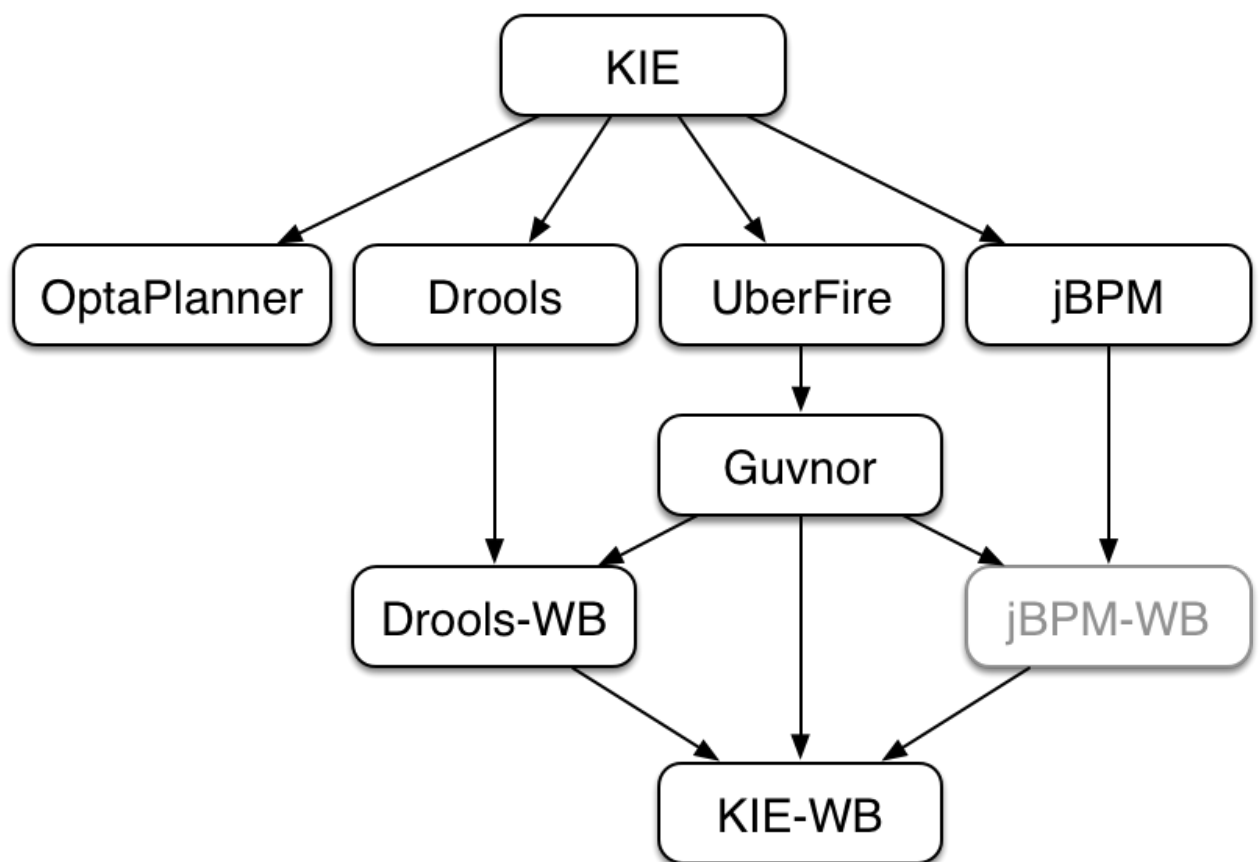 KIE
OptaPlanner
Drools
UberFire
jBPM
Guvnor
Drools-WB
jBPM-WB
KIE-WB